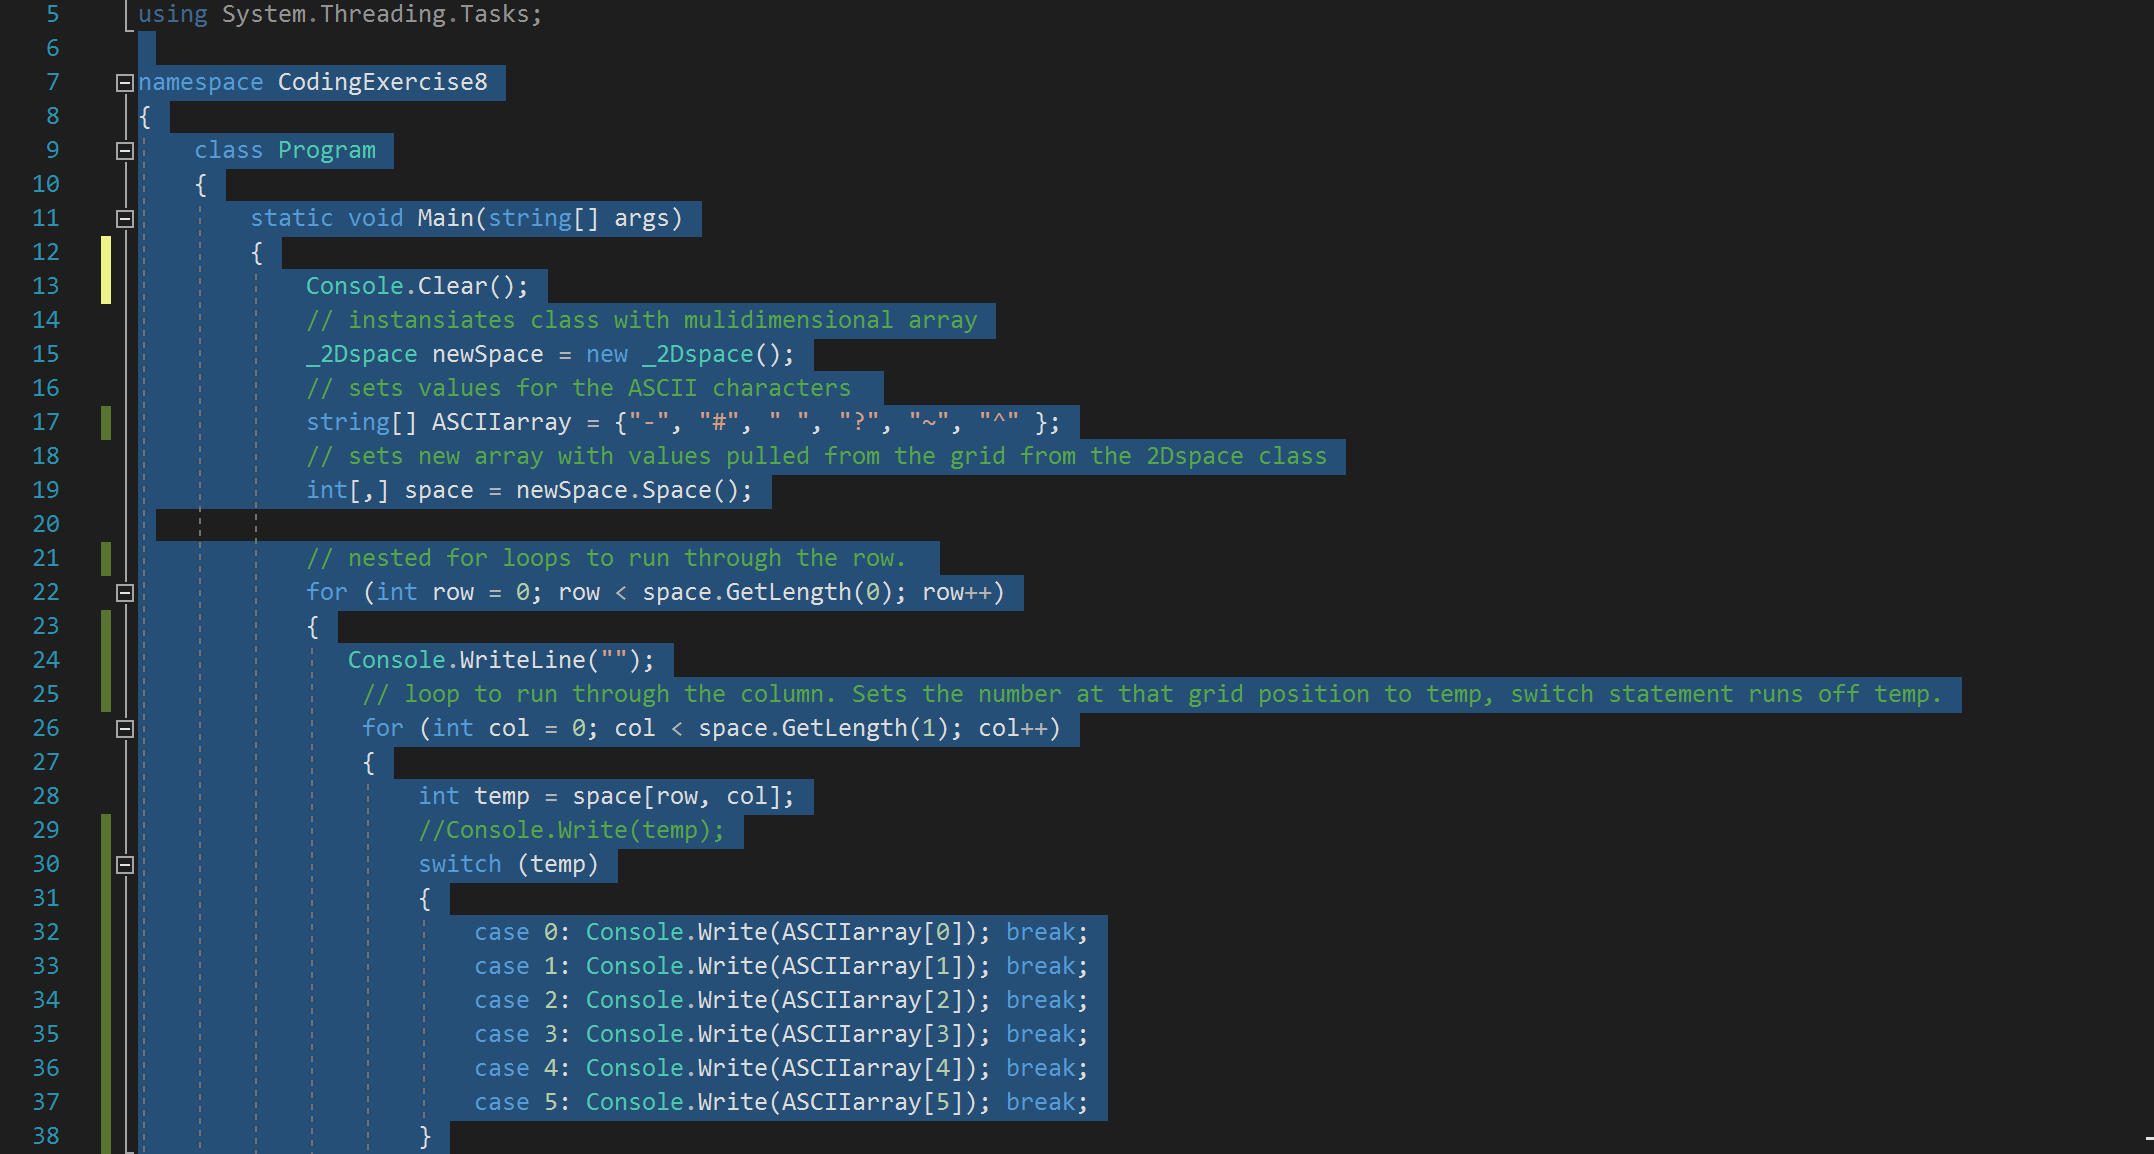 5 using System.Threading.Tasks;
6
7 namespace CodingExercise8
8 {
9 class Program
10 {
11 static void Main(string[] args)
12 {
13 Console.Clear();
14 // instansiates class with mulidimensional array
15 _2Dspace newSpace = new _2Dspace();
16 // sets values for the ASCII characters
17 string[] ASCIIarray = {"-", "#", " ", "?", "~", "^" };
18 // sets new array with values pulled from the grid from the 2Dspace class
19 int[,] space = newSpace.Space();
20
21 // nested for loops to run through the row.
22 for (int row = 0; row < space.GetLength(0); row++)
23 {
24 Console.WriteLine("");
25 // loop to run through the column. Sets the number at that grid position to temp, switch statement runs off temp.
26 for (int col = 0; col < space.GetLength(1); col++)
27 {
28 int temp = space[row, col];
29 //Console.Write(temp);
30 switch (temp)
31 {
32 case 0: Console.Write(ASCIIarray[0]); break;
33 case 1: Console.Write(ASCIIarray[1]); break;
34 case 2: Console.Write(ASCIIarray[2]); break;
35 case 3: Console.Write(ASCIIarray[3]); break;
36 case 4: Console.Write(ASCIIarray[4]); break;
37 case 5: Console.Write(ASCIIarray[5]); break;
38 }